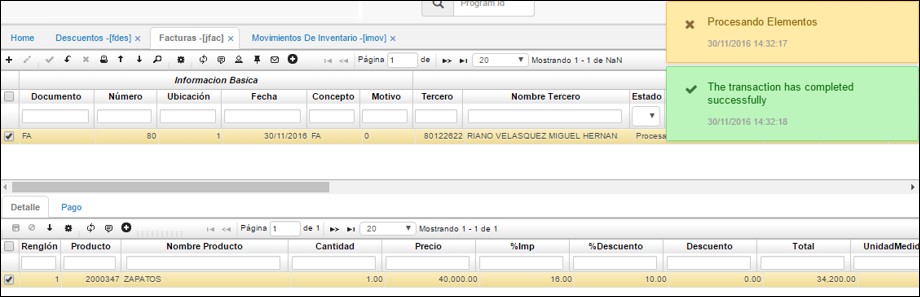 Program Id
Procesando Elementos
30/11/2016 14:32:17
Home Descuentos -[fdes] Facturas -[jfac] Movimientos De Inventario -[imov]
Página 1 de 20 Mostrando 1 - 1 de NaN
The transaction has completed successfully
30/11/2016 14:32:18
Informacion Basica
Documento Número Ubicación Fecha Concepto Motivo Tercero Nombre Tercero Estado
FA 80 1 30/11/2016 FA 0 80122622 RIANO VELASQUEZ MIGUEL HERNAN Procesa
Detalle Pago
Página 1 de 1 20 Mostrando 1 - 1 de 1
Renglón Producto Nombre Producto Cantidad Precio %Imp %Descuento Descuento Total UnidadMedid
1 2000347 ZAPATOS 1.00 40,000.00 16.00 10.00 0.00 34,200.00